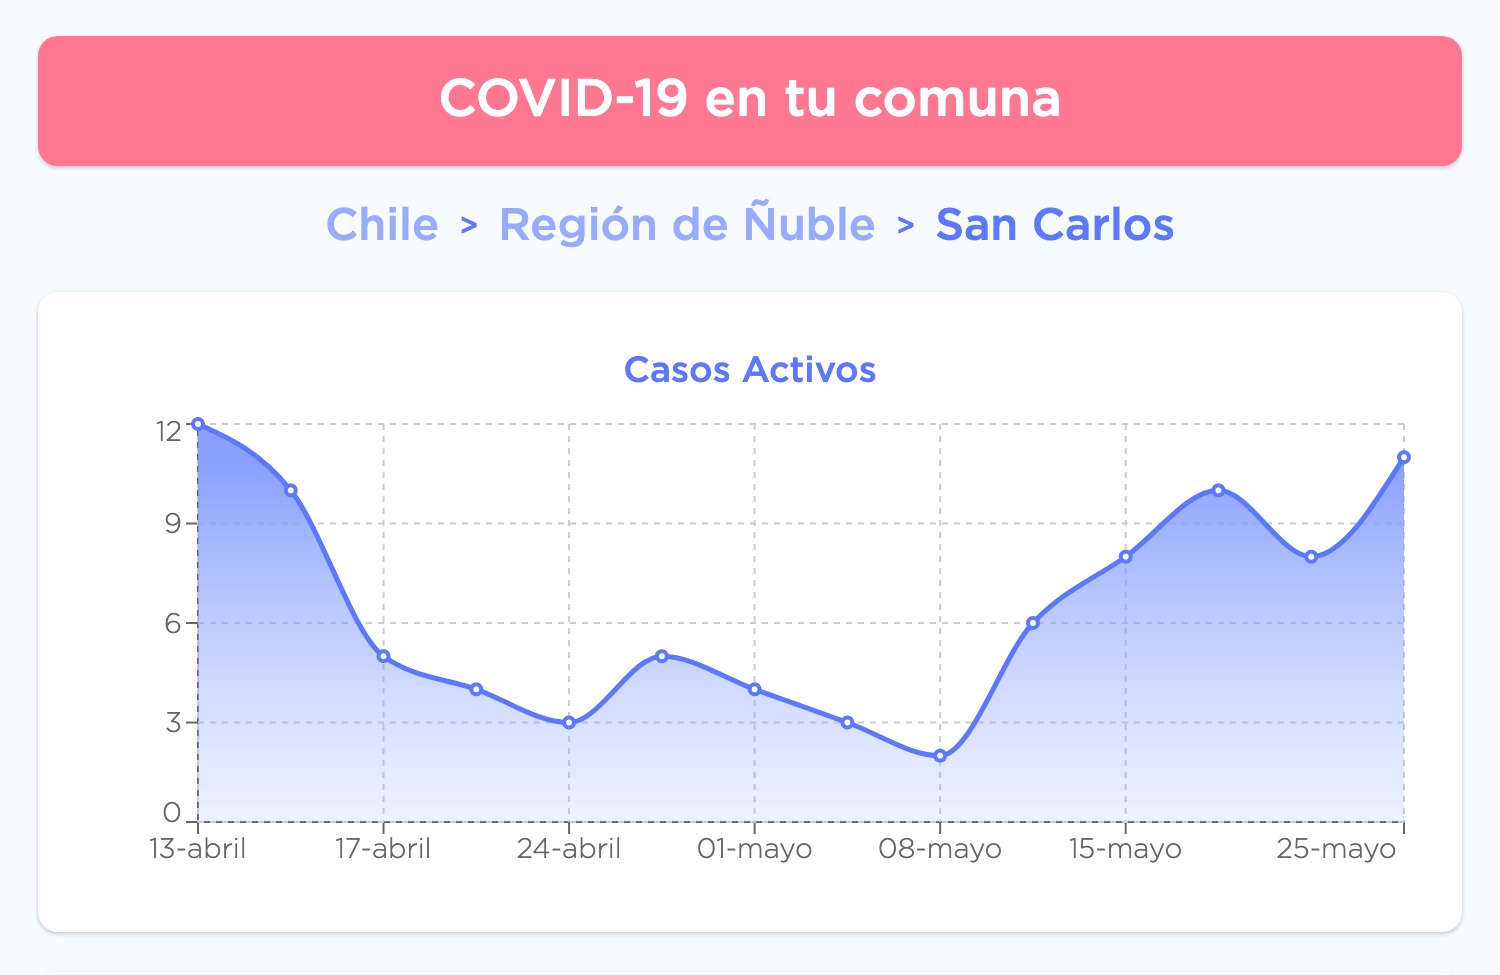 COVID-19 en tu comuna
Chile > Región de Ñuble > San Carlos
Casos Activos
12
9
6
3
0
13-abril 17-abril 24-abril 01-mayo 08-mayo 15-mayo 25-mayo